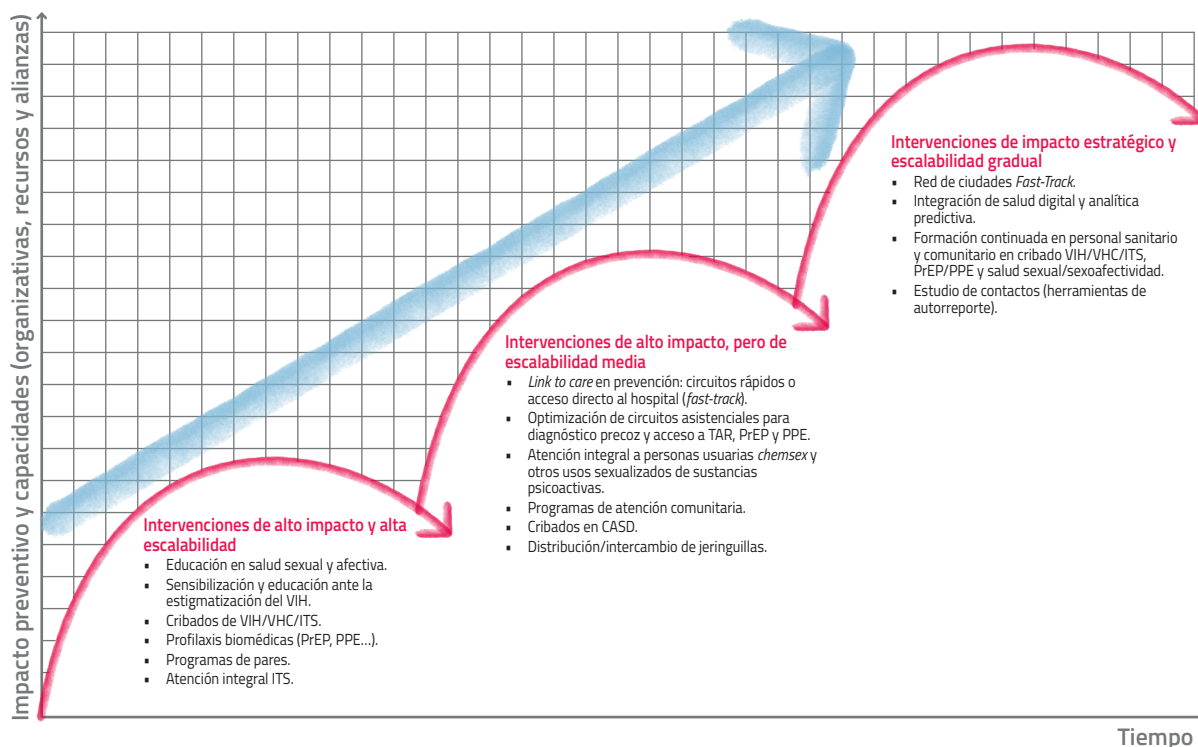 Impacto preventivo y capacidades (organizativas, recursos y alianzas)
Intervenciones de alto impacto y alta
escalabilidad
▪ Educación en salud sexual y afectiva.
▪ Sensibilización y educación ante la
estigmatización del VIH.
▪ Cribados de VIH/VHC/ITS.
▪ Profilaxis biomédicas (PrEP, PPE...).
▪ Programas de pares.
▪ Atención integral ITS.
Intervenciones de alto impacto, pero de
escalabilidad media
▪ Link to care en prevención: circuitos rápidos o
acceso directo al hospital (fast-track).
▪ Optimización de circuitos asistenciales para
diagnóstico precoz y acceso a TAR, PrEP y PPE.
▪ Atención integral a personas usuarias chemsex y
otros usos sexualizados de sustancias
psicoactivas.
▪ Programas de atención comunitaria.
▪ Cribados en CASD.
▪ Distribución/intercambio de jeringuillas.
Intervenciones de impacto estratégico y
escalabilidad gradual
▪ Red de ciudades Fast-Track.
▪ Integración de salud digital y analítica
predictiva.
▪ Formación continuada en personal sanitario
y comunitario en cribado VIH/VHC/ITS,
PrEP/PPE y salud sexual/sexoafectividad.
▪ Estudio de contactos (herramientas de
autorreporte).
Tiempo